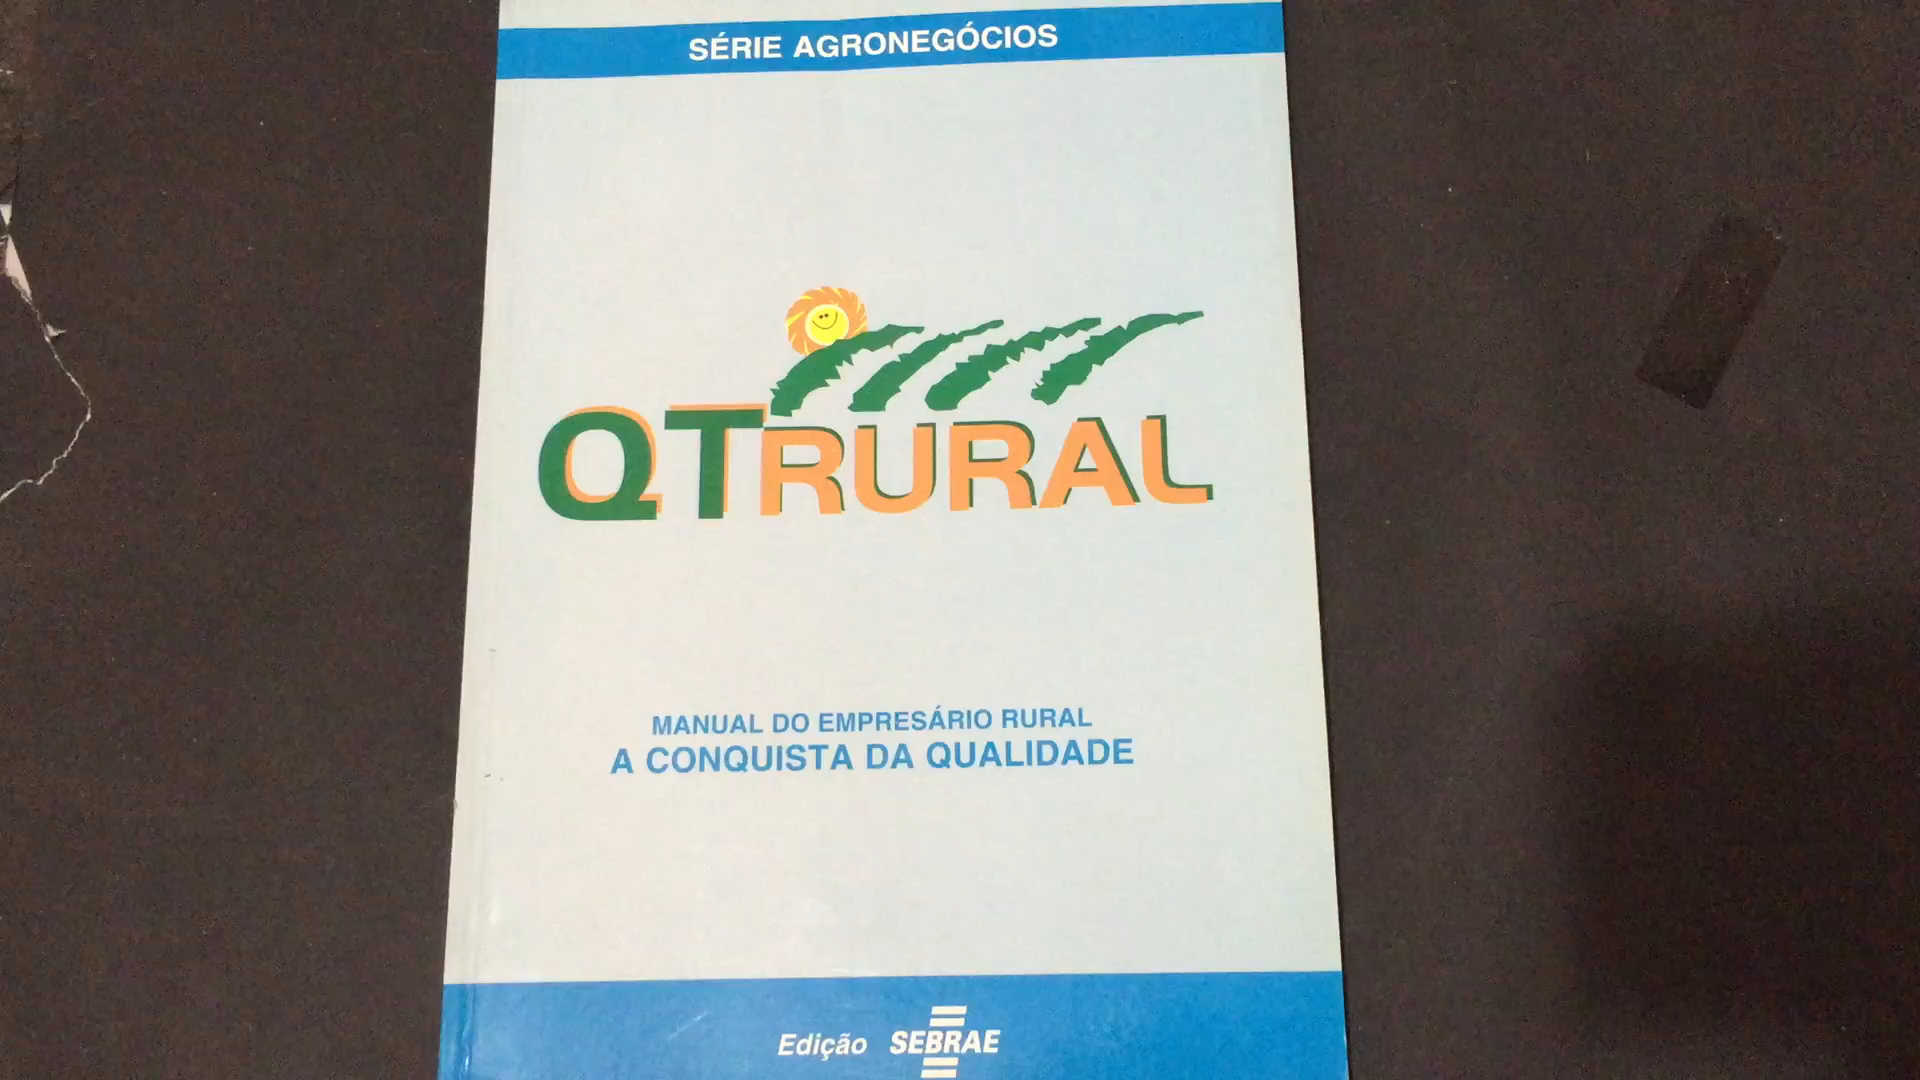 SÉRIE AGRONEGÓCIOS
QTRURAL
MANUAL DO EMPRESÁRIO RURAL
A CONQUISTA DA QUALIDADE
Edição SEBRAE